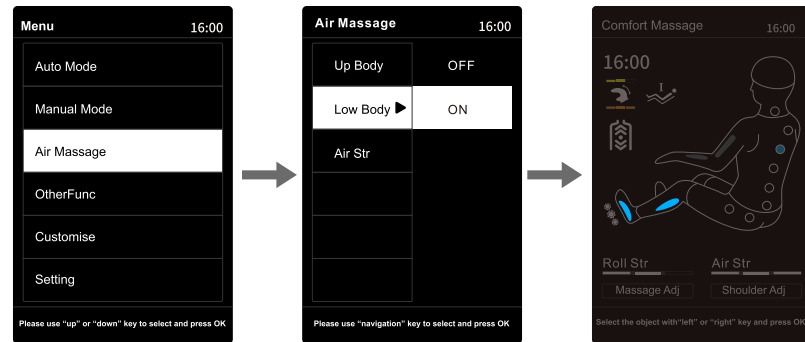 Menu 16:00
Auto Mode
Manual Mode
Air Massage
OtherFunc
Customise
Setting
Please use “up” or “down” key to select and press OK
Air Massage 16:00
Up Body OFF
Low Body ON
Air Str
Please use “navigation” key to select and press OK
Comfort Massage 16:00
16:00
I
Roll Str Air Str
Massage Adj Shoulder Adj
Select the object with“left” or “right” key and press OK